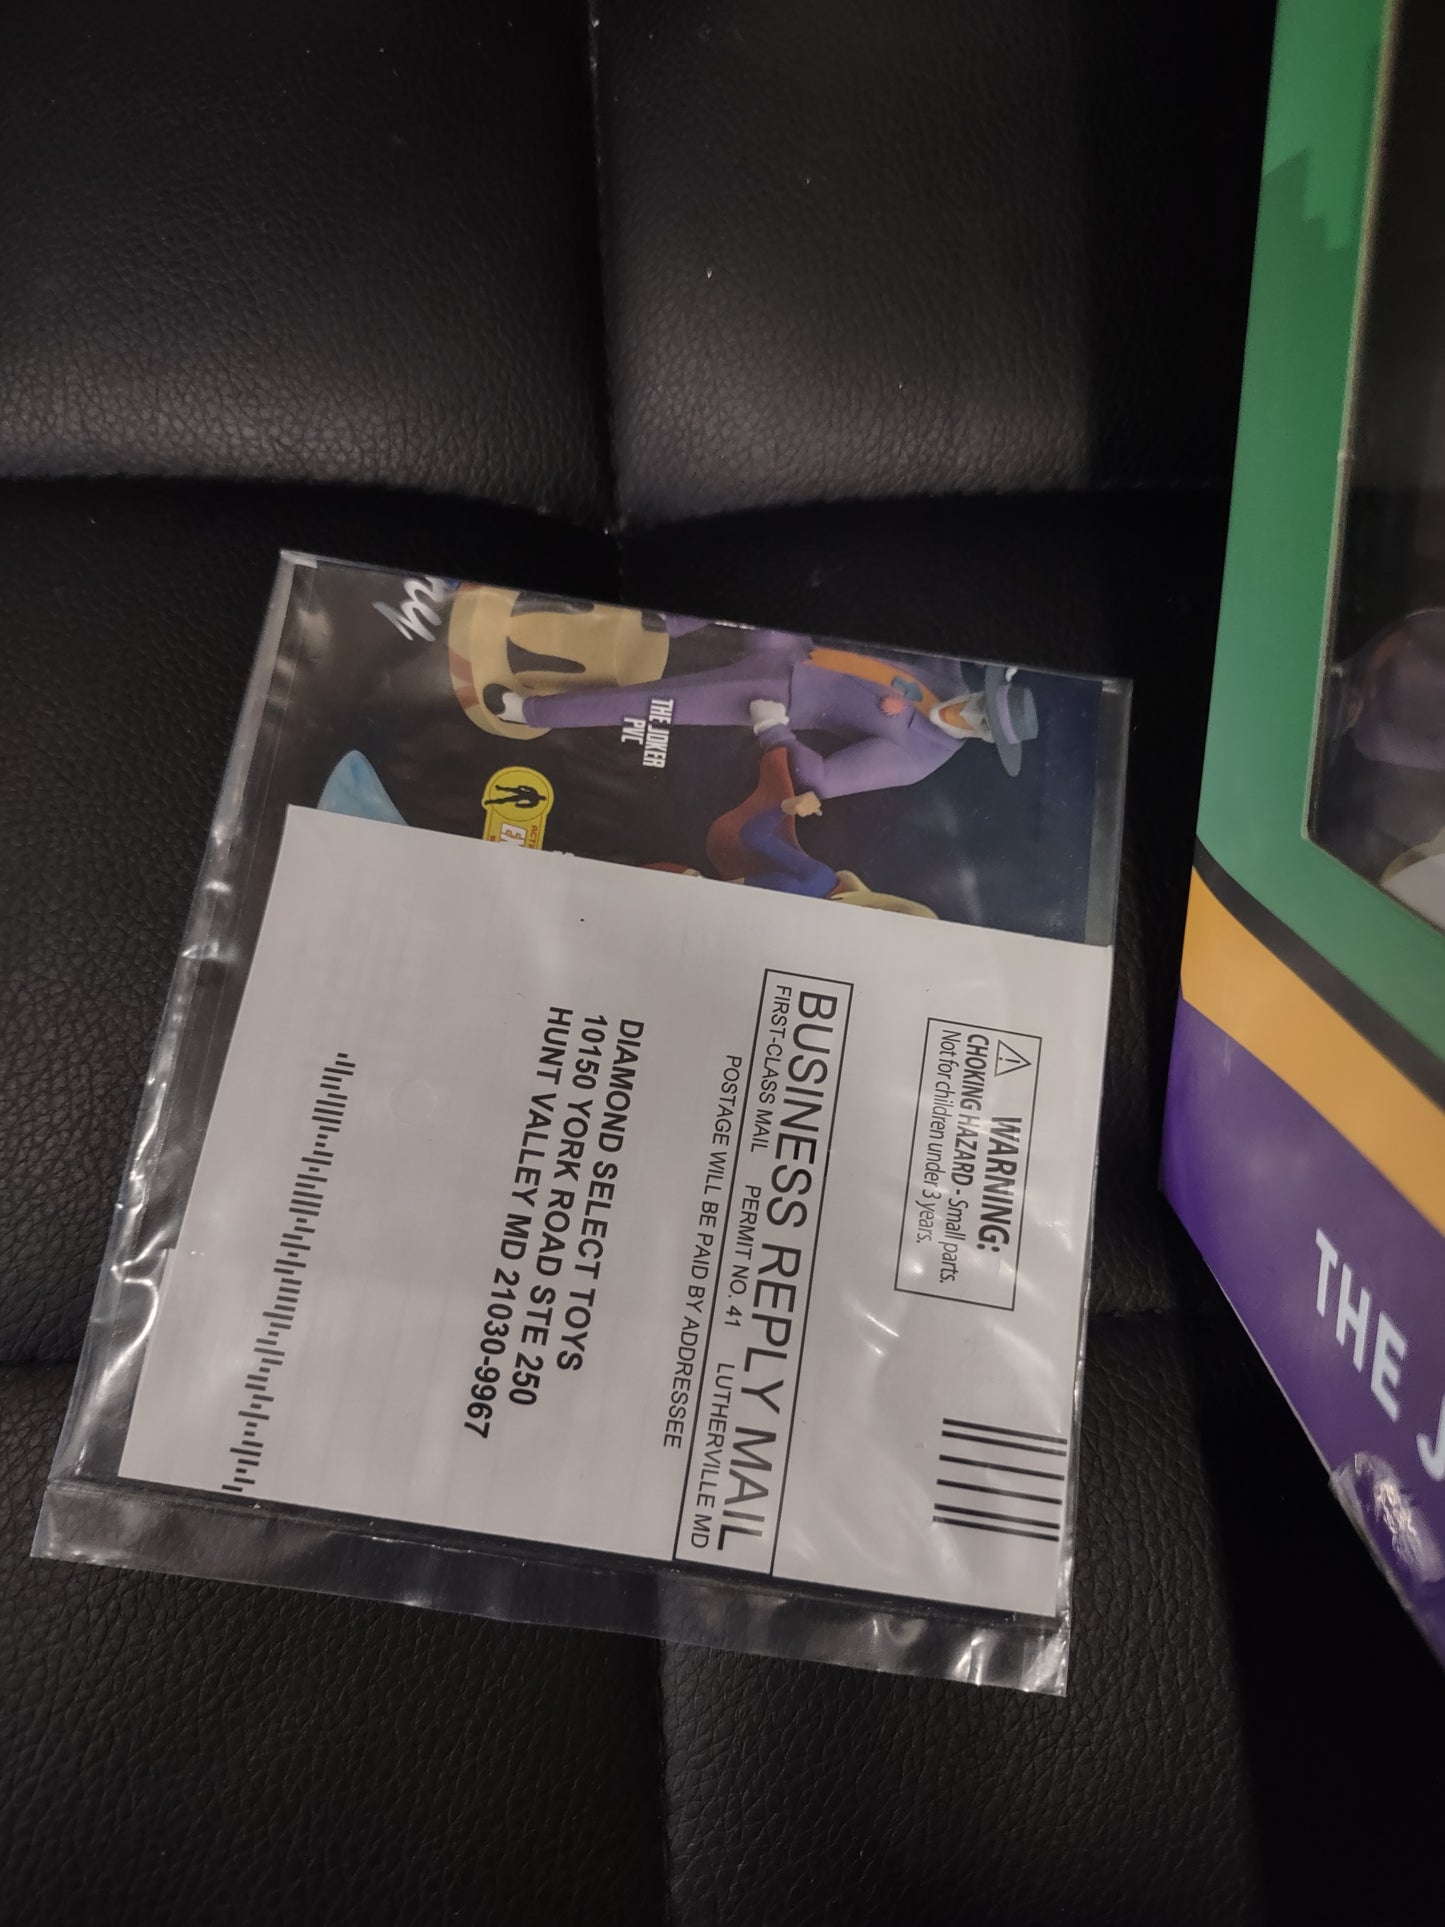 THE JOKER
PVC
WARNING:
CHOKING HAZARD - Small parts.
Not for children under 3 years.
BUSINESS REPLY MAIL
FIRST-CLASS MAIL PERMIT NO. 41 LUTHERVILLE MD
POSTAGE WILL BE PAID BY ADDRESSEE
DIAMOND SELECT TOYS
10150 YORK ROAD STE 250
HUNT VALLEY MD 21030-9967
THE